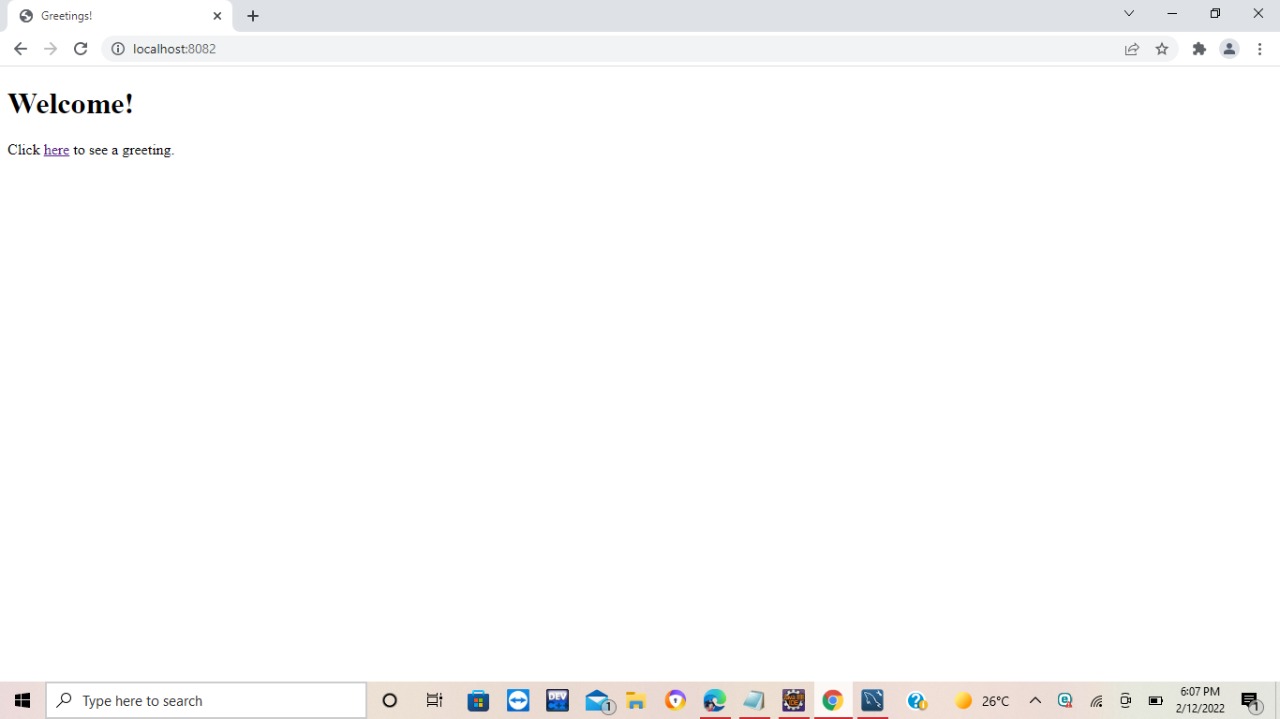 Greetings!
localhost:8082
Welcome!
Click here to see a greeting.
Type here to search
DEV
1
26°C
6:07 PM
2/12/2022
1